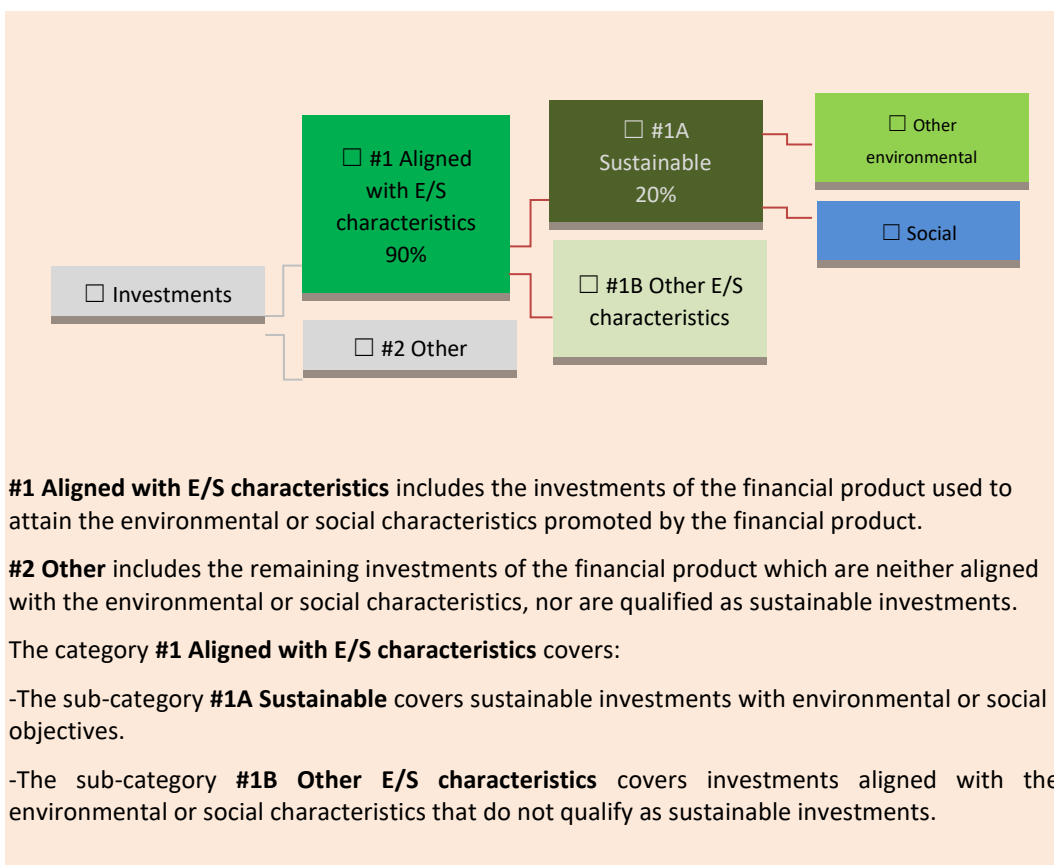 ☐ #1A
Sustainable
20%
☐ Other
environmental
☐ #1 Aligned
with E/S
characteristics
90%
☐ Social
☐ Investments
☐ #1B Other E/S
characteristics
☐ #2 Other
#1 Aligned with E/S characteristics includes the investments of the financial product used to
attain the environmental or social characteristics promoted by the financial product.
#2 Other includes the remaining investments of the financial product which are neither aligned
with the environmental or social characteristics, nor are qualified as sustainable investments.
The category #1 Aligned with E/S characteristics covers:
-The sub-category #1A Sustainable covers sustainable investments with environmental or social
objectives.
-The sub-category #1B Other E/S characteristics covers investments aligned with the
environmental or social characteristics that do not qualify as sustainable investments.